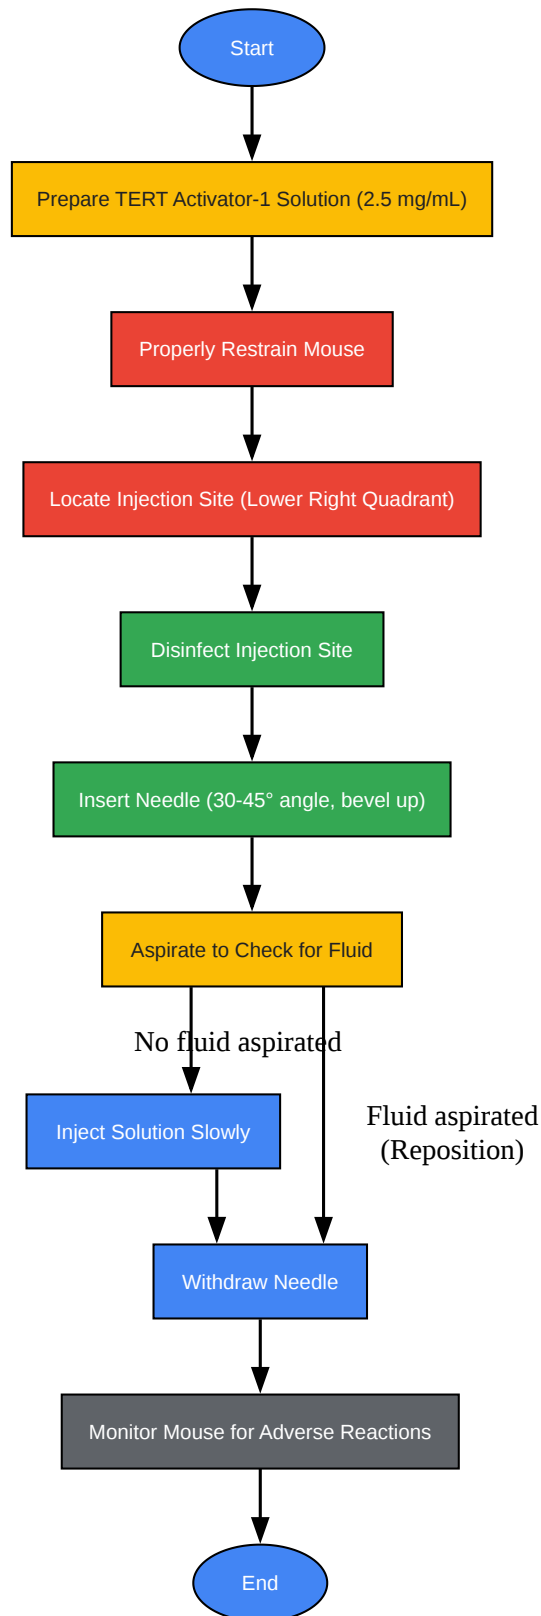 Start
Prepare TERT Activator-1 Solution (2.5 mg/mL)
Properly Restrain Mouse
Locate Injection Site (Lower Right Quadrant)
Disinfect Injection Site
Insert Needle (30-45° angle, bevel up)
Aspirate to Check for Fluid
No fluid aspirated
Fluid aspirated
(Reposition)
Inject Solution Slowly
Withdraw Needle
Monitor Mouse for Adverse Reactions
End